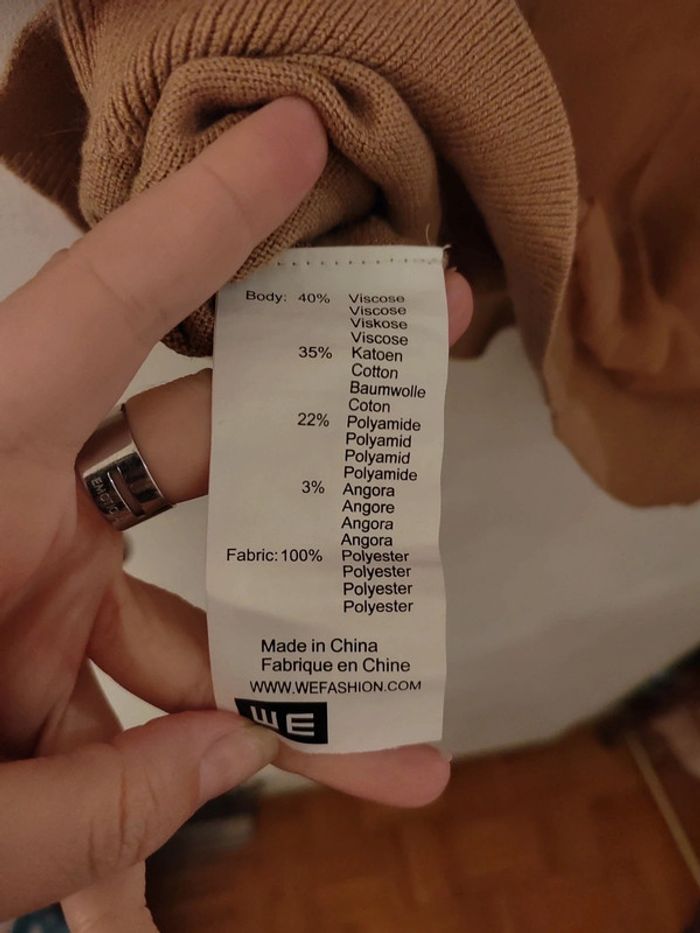 Body: 40% Viscose
Viscose
Viskose
Viscose
35% Katoen
Cotton
Baumwolle
Coton
22% Polyamide
Polyamid
Polyamid
Polyamide
3% Angora
Angore
Angora
Angora
Fabric: 100% Polyester
Polyester
Polyester
Polyester
Made in China
Fabrique en Chine
WWW.WEFASHION.COM
WE